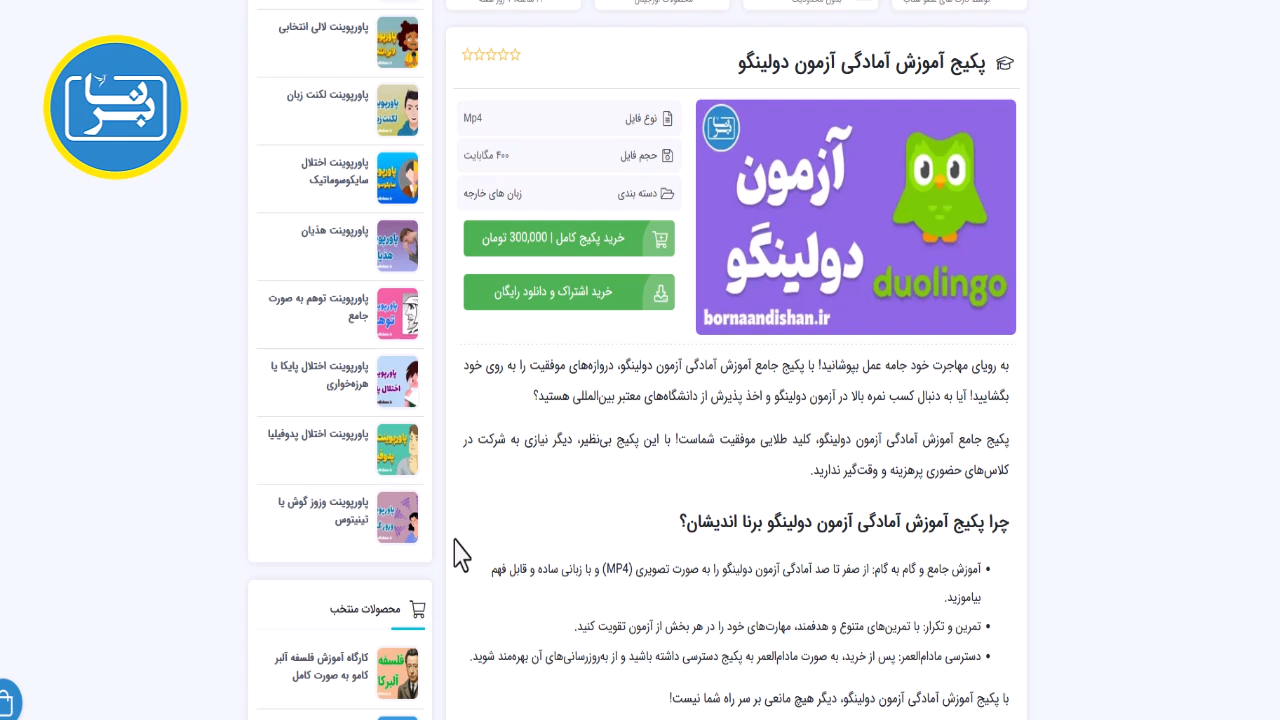 برنا
پکیج آموزش آمادگی آزمون دولینگو
برنا
آزمون
دولینگو
duolingo
bornaandishan.ir
نوع فایل Mp4
حجم فایل ۴۰۰ مگابایت
دسته بندی زبان های خارجه
خرید پکیج کامل | 300,000 تومان
خرید اشتراک و دانلود رایگان
به رویای مهاجرت خود جامه عمل بپوشانید! با پکیج جامع آموزش آمادگی آزمون دولینگو، دروازه‌های موفقیت را به روی خود
بگشایید! آیا به دنبال کسب نمره بالا در آزمون دولینگو و اخذ پذیرش از دانشگاه‌های معتبر بین‌المللی هستید؟
پکیج جامع آموزش آمادگی آزمون دولینگو، کلید طلایی موفقیت شماست! با این پکیج بی‌نظیر، دیگر نیازی به شرکت در
کلاس‌های حضوری پرهزینه و وقت‌گیر ندارید.
چرا پکیج آموزش آمادگی آزمون دولینگو برنا اندیشان؟
• آموزش جامع و گام به گام: از صفر تا صد آمادگی آزمون دولینگو را به صورت تصویری (MP4) و با زبانی ساده و قابل فهم
بیاموزید.
• تمرین و تکرار: با تمرین‌های متنوع و هدفمند، مهارت‌های خود را در هر بخش از آزمون تقویت کنید.
• دسترسی مادام‌العمر: پس از خرید، به صورت مادام‌العمر به پکیج دسترسی داشته باشید و از به‌روزرسانی‌های آن بهره‌مند شوید.
با پکیج آموزش آمادگی آزمون دولینگو، دیگر هیچ مانعی بر سر راه شما نیست!
پاورپوینت لالی انتخابی
پاورپوینت لکنت زبان
پاورپوینت اختلال
سایکوسوماتیک
پاورپوینت هذیان
پاورپوینت توهم به صورت
جامع
پاورپوینت اختلال پایکا یا
هرزه‌خواری
پاورپوینت اختلال پدوفیلیا
پاورپوینت وزوز گوش یا
تینیتوس
محصولات منتخب
کارگاه آموزش فلسفه آلبر
کامو به صورت کامل